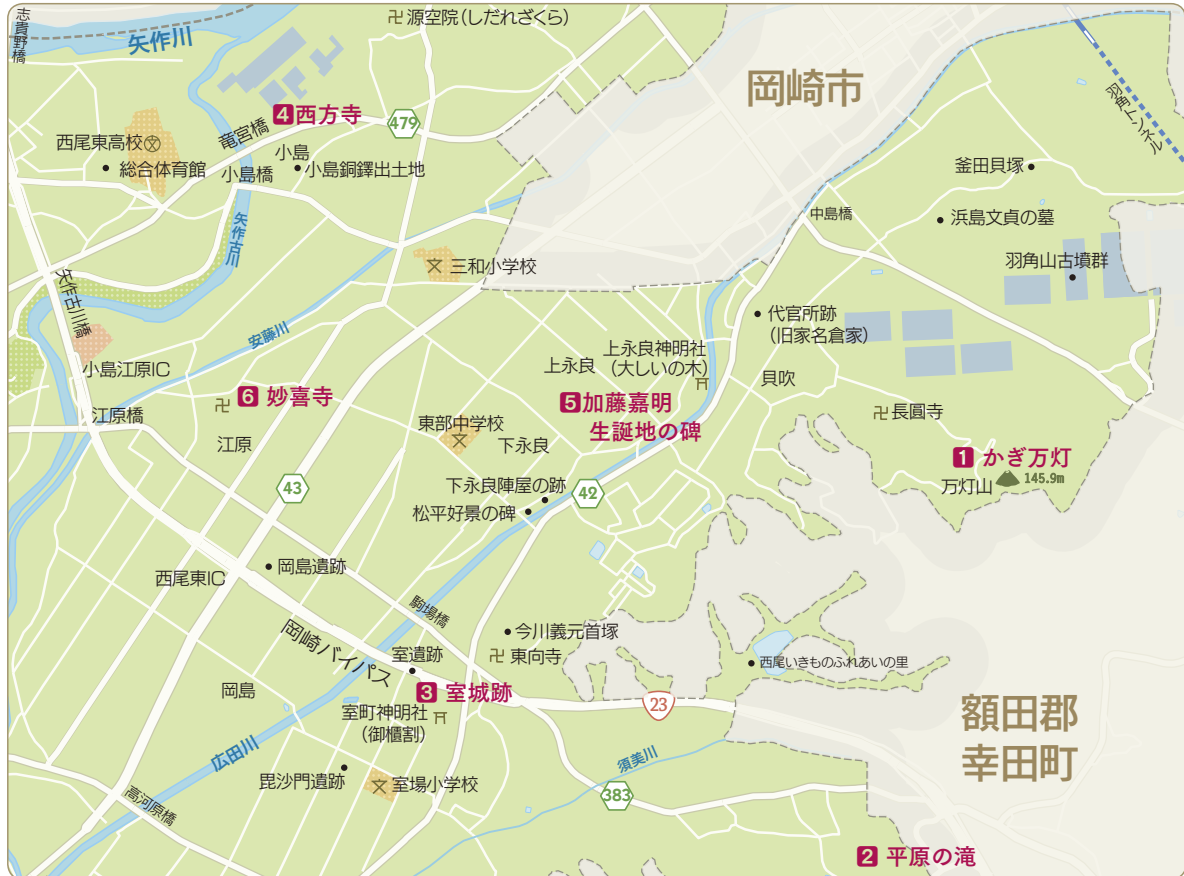 志貴野橋
矢作川
卍源空院(しだれざくら)
岡崎市
羽角トンネル
4西方寺
479
竜宮橋
西尾東高校
総合体育館
小島
小島橋
小島銅鐸出土地
釜田貝塚
浜島文貞の墓
中島橋
羽角山古墳群
矢作古川
三和小学校
矢作古川橋
安藤川
代官所跡
(旧家名倉家)
小島江原IC
上永良神明社
(大しいの木)
上永良
貝吹
6 妙喜寺
5加藤嘉明
生誕地の碑
卍長圓寺
江原橋
江原
東部中学校
下永良
1 かぎ万灯
万灯山
145.9m
43
下永良陣屋の跡
42
松平好景の碑
岡島遺跡
西尾東IC
駒場橋
岡崎バイパス
今川義元首塚
卍東向寺
室遺跡
西尾いきものふれあいの里
岡島
3 室城跡
23
室町神明社
(御櫃割)
額田郡
幸田町
広田川
須美川
毘沙門遺跡
室場小学校
383
高河原橋
2 平原の滝